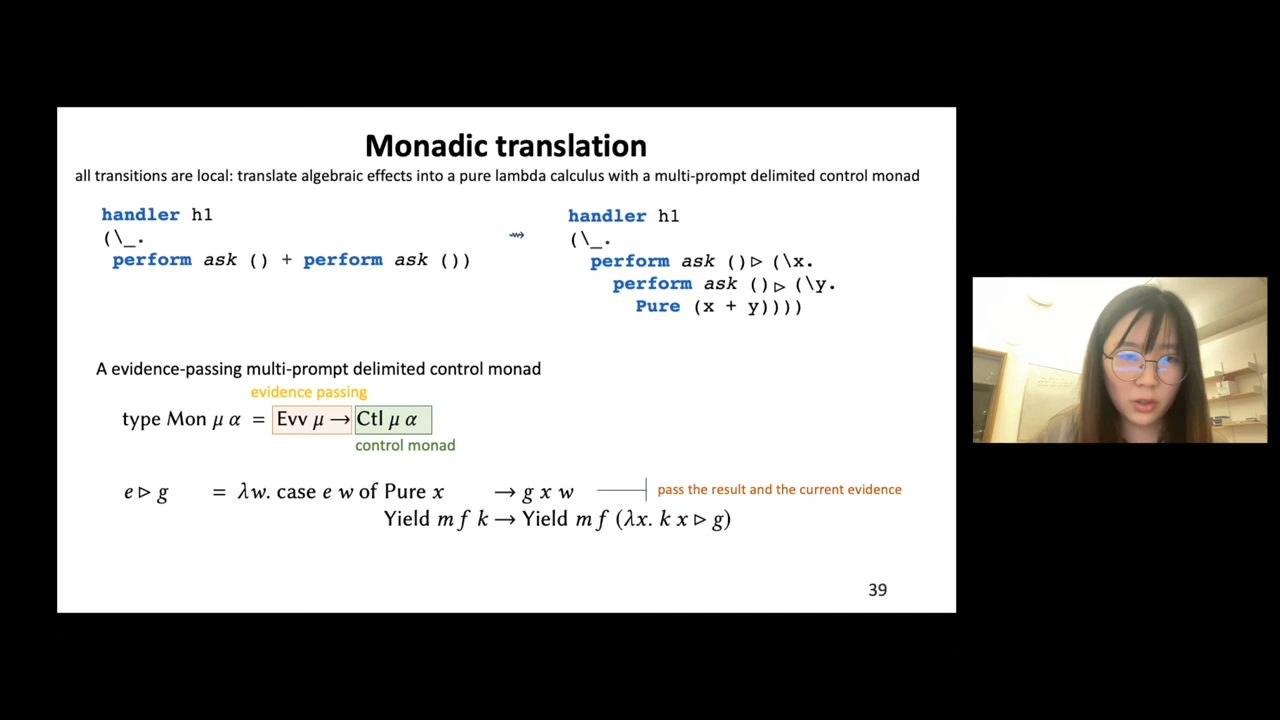 Monadic translation
all transitions are local: translate algebraic effects into a pure lambda calculus with a multi-prompt delimited control monad
handler h1
(\_.
perform ask () + perform ask ())
⇝
handler h1
(\_.
perform ask ()▷ (\x.
perform ask ()▷ (\y.
Pure (x + y))))
A evidence-passing multi-prompt delimited control monad
evidence passing
type Mon μ α = Evv μ → Ctl μ α
control monad
e ▷ g = λw. case e w of Pure x → g x w
pass the result and the current evidence
Yield m f k → Yield m f (λx. k x ▷ g)
39